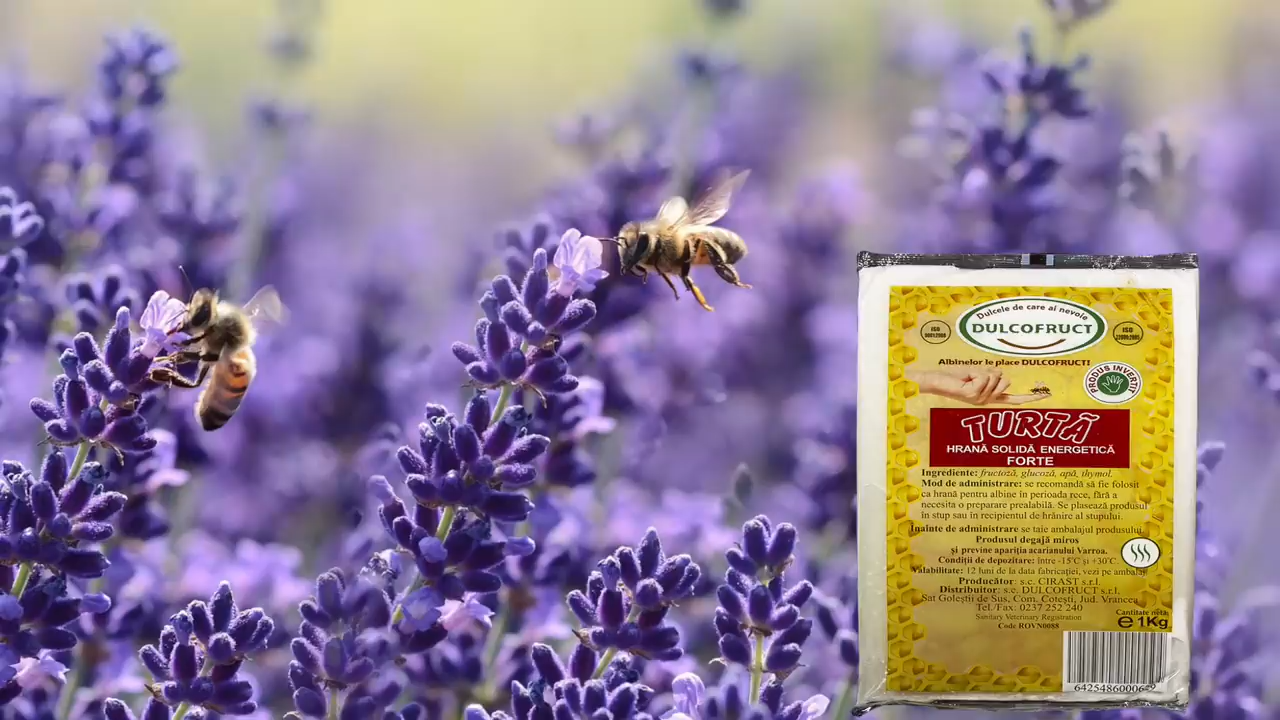 Dulcele de care ai nevoie
DULCOFRUCT
ISO
ISO
Albinelor le place DULCOFRUCT!
PRODUS INVERTIT
TURTĂ
HRANĂ SOLIDĂ ENERGETICĂ
FORTE
Ingrediente: fructoză, glucoză, apă, thymol.
Mod de administrare: se recomandă să fie folosit
ca hrană pentru albine în perioada rece, fără a
necesita o preparare prealabilă. Se plasează produsul
în stup sau în recipientul de hrănire al stupului.
Înainte de administrare se taie ambalajul produsului.
Produsul degajă miros
și previne apariția acarianului Varroa.
Condiții de depozitare: între -15°C și +30°C.
Valabilitate: 12 luni de la data fabricației, vezi pe ambalaj
Producător: s.c. CIRAST s.r.l.
Distribuitor: s.c. DULCOFRUCT s.r.l.
Sat Goleștii de Sus, Com. Cotești, Jud. Vrancea
Tel./Fax: 0237 252 240
Sanitary Veterinary Registration
Code ROVN0088
Cantitate netă:
e 1Kg